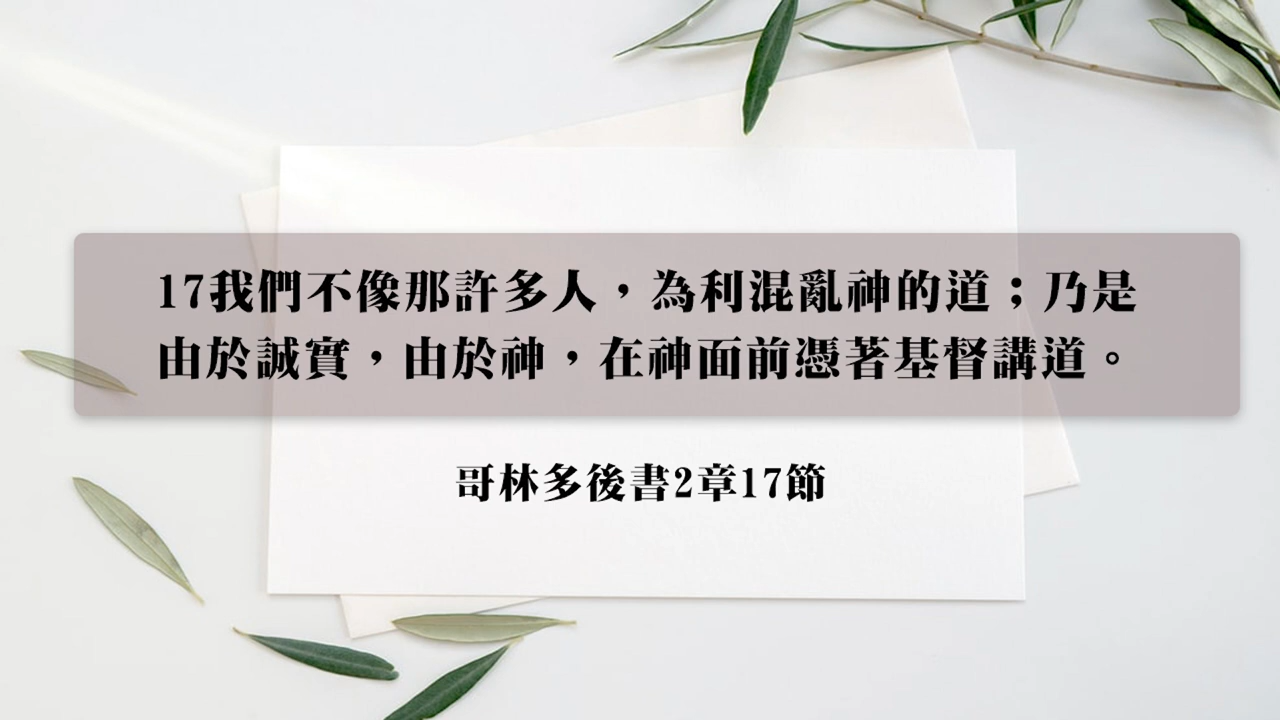 17我們不像那許多人，為利混亂神的道；乃是
由於誠實，由於神，在神面前憑著基督講道。
哥林多後書2章17節